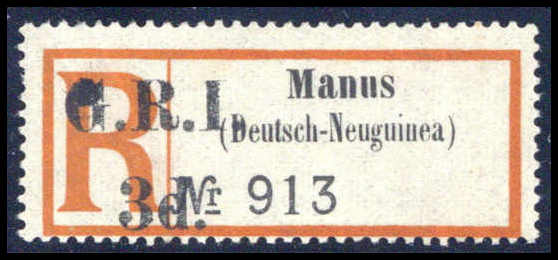 R
G.R.I.
Manus
(Deutsch-Neuguinea)
3d.
Nr 913